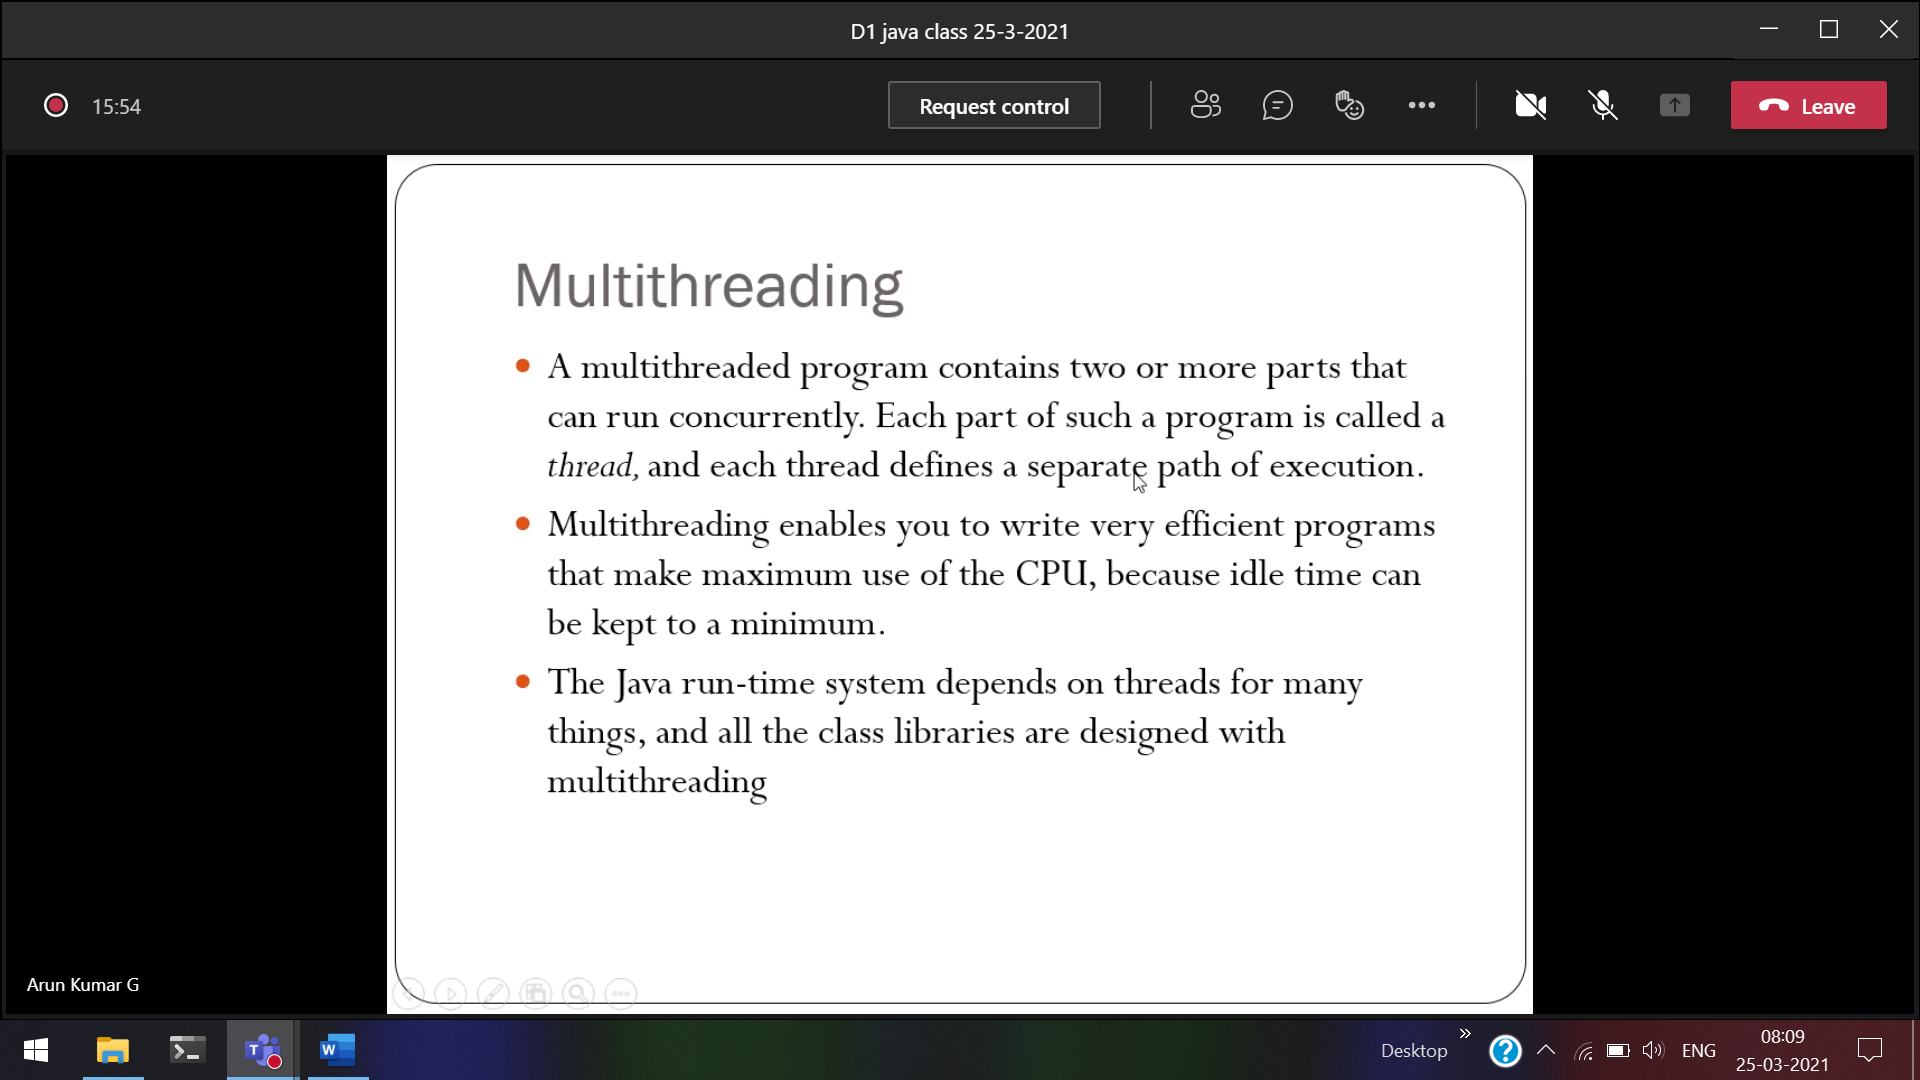 D1 java class 25-3-2021
15:54
Request control
Leave
Multithreading
• A multithreaded program contains two or more parts that
can run concurrently. Each part of such a program is called a
thread, and each thread defines a separate path of execution.
• Multithreading enables you to write very efficient programs
that make maximum use of the CPU, because idle time can
be kept to a minimum.
• The Java run-time system depends on threads for many
things, and all the class libraries are designed with
multithreading
Arun Kumar G
Desktop
ENG
08:09
25-03-2021